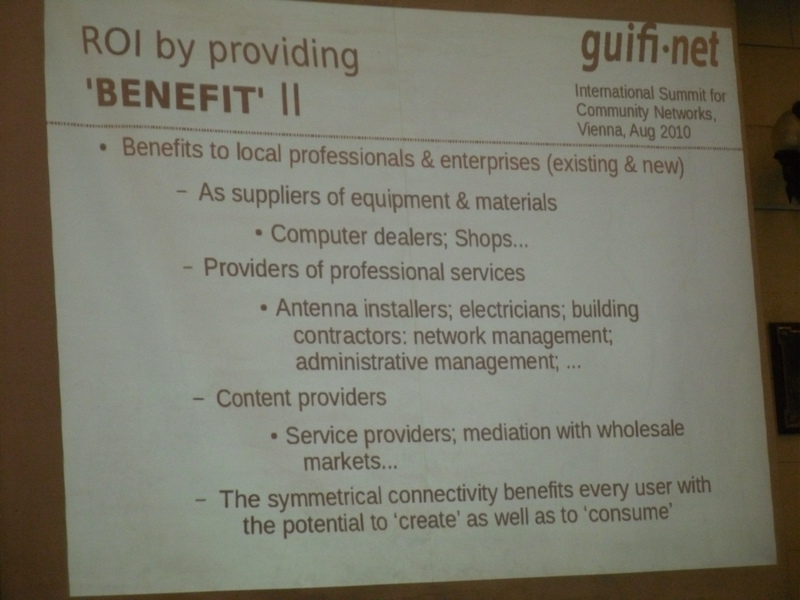 ROI by providing
'BENEFIT' II
guifi·net
International Summit for
Community Networks,
Vienna, Aug 2010
• Benefits to local professionals & enterprises (existing & new)
– As suppliers of equipment & materials
• Computer dealers; Shops...
– Providers of professional services
• Antenna installers; electricians; building
contractors: network management;
administrative management; ...
– Content providers
• Service providers; mediation with wholesale
markets...
– The symmetrical connectivity benefits every user with
the potential to ‘create’ as well as to ‘consume’